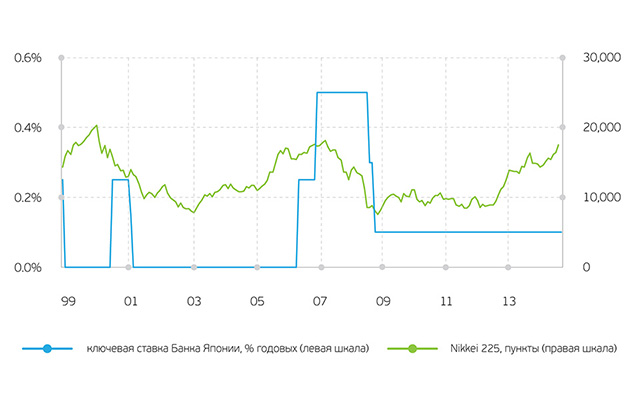 0.6% 30,000
0.4% 20,000
0.2% 10,000
0.0% 0
99 01 03 05 07 09 11 13
ключевая ставка Банка Японии, % годовых (левая шкала) Nikkei 225, пункты (правая шкала)